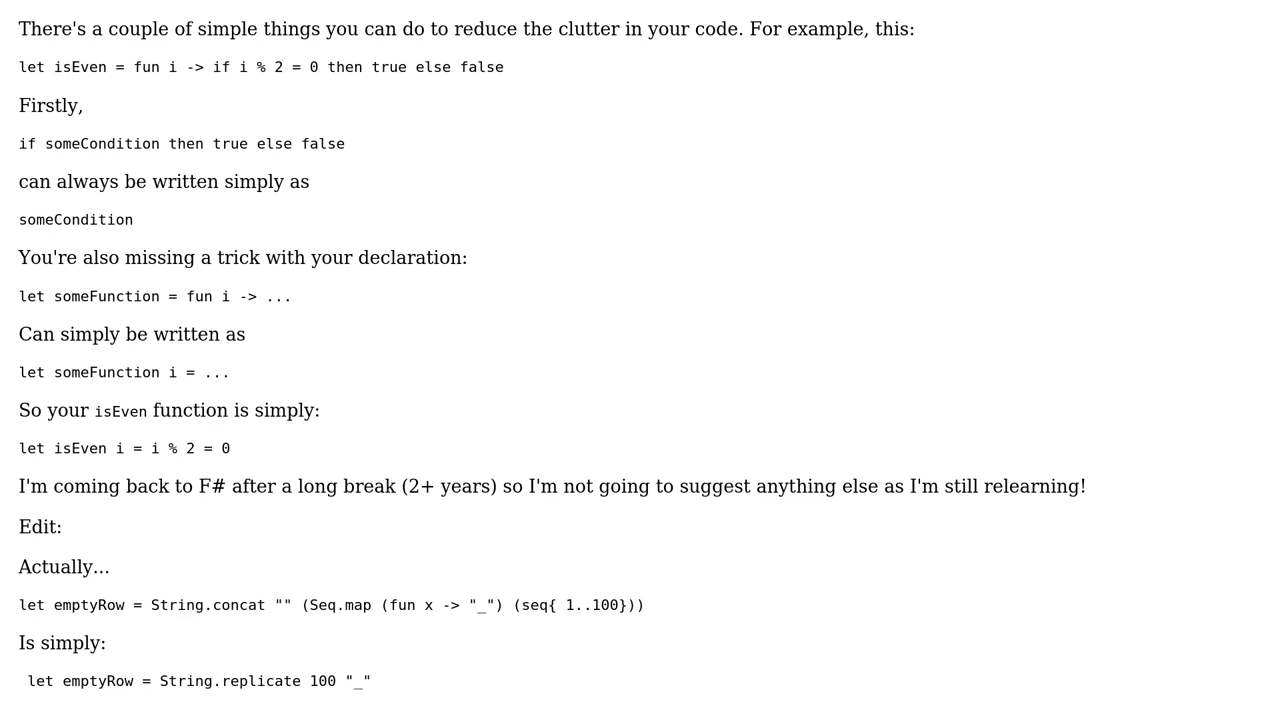 There's a couple of simple things you can do to reduce the clutter in your code. For example, this:
let isEven = fun i -> if i % 2 = 0 then true else false
Firstly,
if someCondition then true else false
can always be written simply as
someCondition
You're also missing a trick with your declaration:
let someFunction = fun i -> ...
Can simply be written as
let someFunction i = ...
So your isEven function is simply:
let isEven i = i % 2 = 0
I'm coming back to F# after a long break (2+ years) so I'm not going to suggest anything else as I'm still relearning!
Edit:
Actually...
let emptyRow = String.concat "" (Seq.map (fun x -> "_") (seq{ 1..100}))
Is simply:
let emptyRow = String.replicate 100 "_"